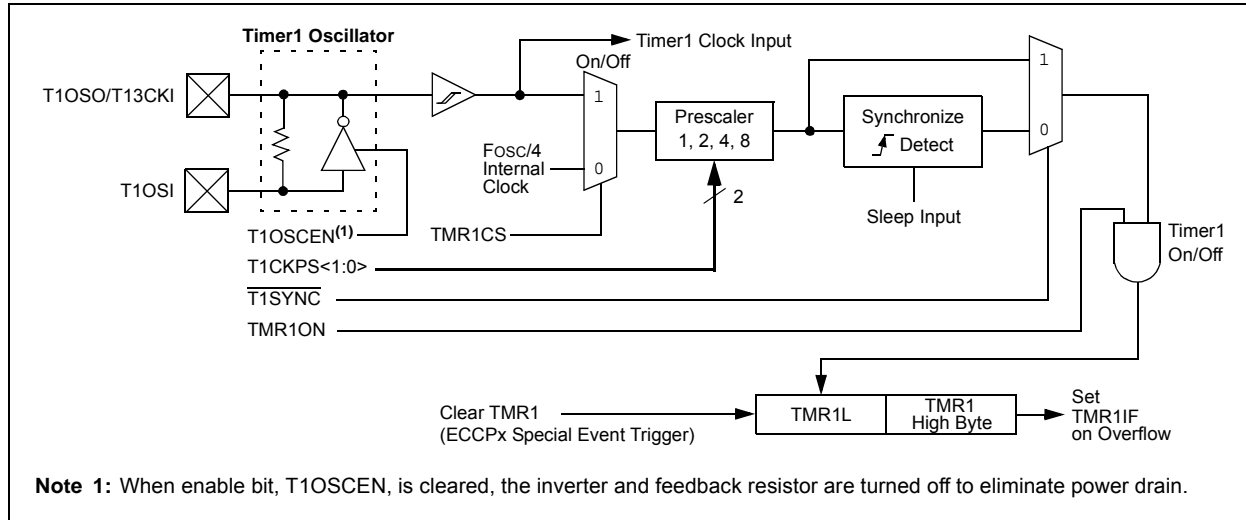 Timer1 Oscillator
Timer1 Clock Input
On/Off
T1OSO/T13CKI
T1OSI
1
0
FOSC/4
Internal
Clock
Prescaler
1, 2, 4, 8
2
Synchronize
Detect
Sleep Input
1
0
T1OSCEN(1)
TMR1CS
T1CKPS<1:0>
T1SYNC
TMR1ON
Timer1
On/Off
Clear TMR1
(ECCPx Special Event Trigger)
TMR1L
TMR1
High Byte
Set
TMR1IF
on Overflow
Note 1: When enable bit, T1OSCEN, is cleared, the inverter and feedback resistor are turned off to eliminate power drain.